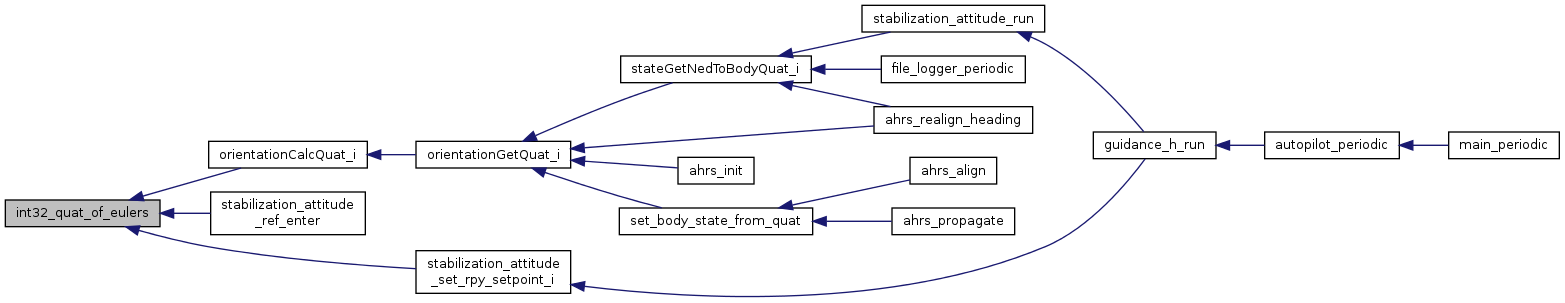 int32_quat_of_eulers
orientationCalcQuat_i
stabilization_attitude
_ref_enter
stabilization_attitude
_set_rpy_setpoint_i
orientationGetQuat_i
stateGetNedToBodyQuat_i
ahrs_init
set_body_state_from_quat
stabilization_attitude_run
file_logger_periodic
ahrs_realign_heading
ahrs_align
ahrs_propagate
guidance_h_run
autopilot_periodic
main_periodic